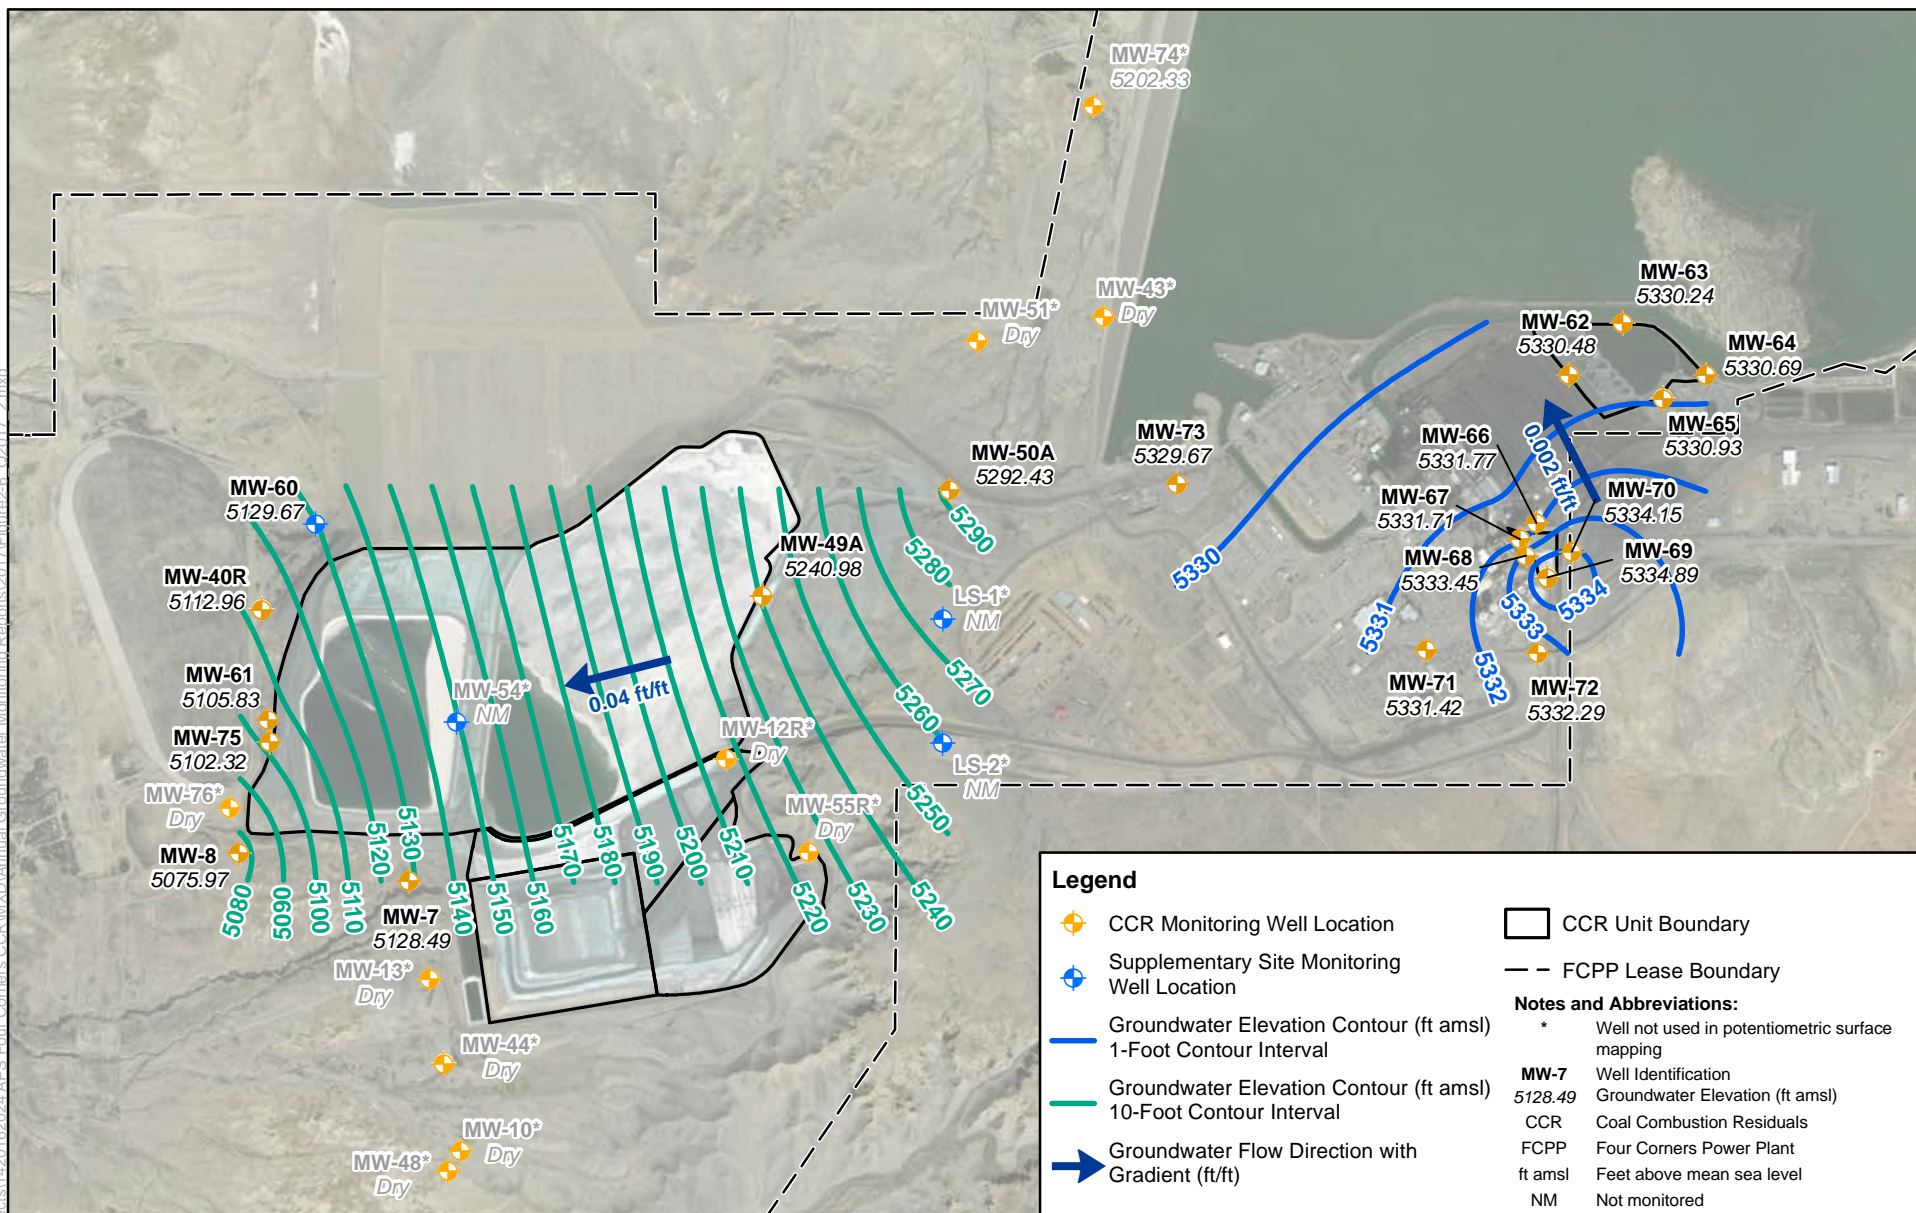 MW-74*
5202.33
MW-43*
Dry
MW-51*
Dry
MW-63
5330.24
MW-62
5330.48
MW-64
5330.69
MW-65
5330.93
MW-66
5331.77
MW-73
5329.67
MW-50A
5292.43
MW-67
5331.71
MW-70
5334.15
MW-68
5333.45
MW-69
5334.89
MW-71
5331.42
MW-72
5332.29
0.002 ft/ft
5330
5331
5332
5333
5334
MW-60
5129.67
MW-40R
5112.96
MW-61
5105.83
MW-75
5102.32
MW-76*
Dry
MW-8
5075.97
MW-49A
5240.98
LS-1*
NM
MW-54*
NM
0.04 ft/ft
MW-12R*
Dry
LS-2*
NM
MW-55R*
Dry
MW-7
5128.49
MW-13*
Dry
MW-44*
Dry
MW-10*
Dry
MW-48*
Dry
5080
5090
5100
5110
5120
5130
5140
5150
5160
5170
5180
5190
5200
5210
5220
5230
5240
5250
5260
5270
5280
5290
Legend
CCR Monitoring Well Location
Supplementary Site Monitoring
Well Location
Groundwater Elevation Contour (ft amsl)
1-Foot Contour Interval
Groundwater Elevation Contour (ft amsl)
10-Foot Contour Interval
Groundwater Flow Direction with
Gradient (ft/ft)
CCR Unit Boundary
FCPP Lease Boundary
Notes and Abbreviations:
* Well not used in potentiometric surface
mapping
MW-7 Well Identification
5128.49 Groundwater Elevation (ft amsl)
CCR Coal Combustion Residuals
FCPP Four Corners Power Plant
ft amsl Feet above mean sea level
NM Not monitored